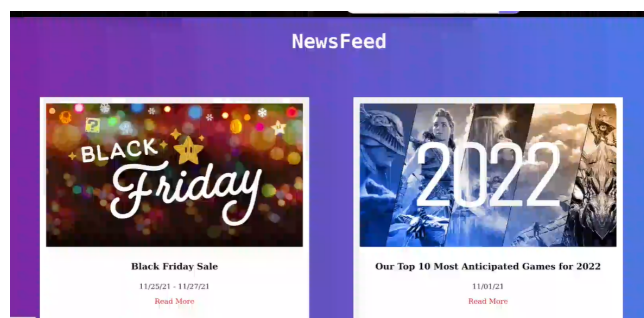 NewsFeed
BLACK
Friday
Black Friday Sale
11/25/21 - 11/27/21
Read More
2022
Our Top 10 Most Anticipated Games for 2022
11/01/21
Read More